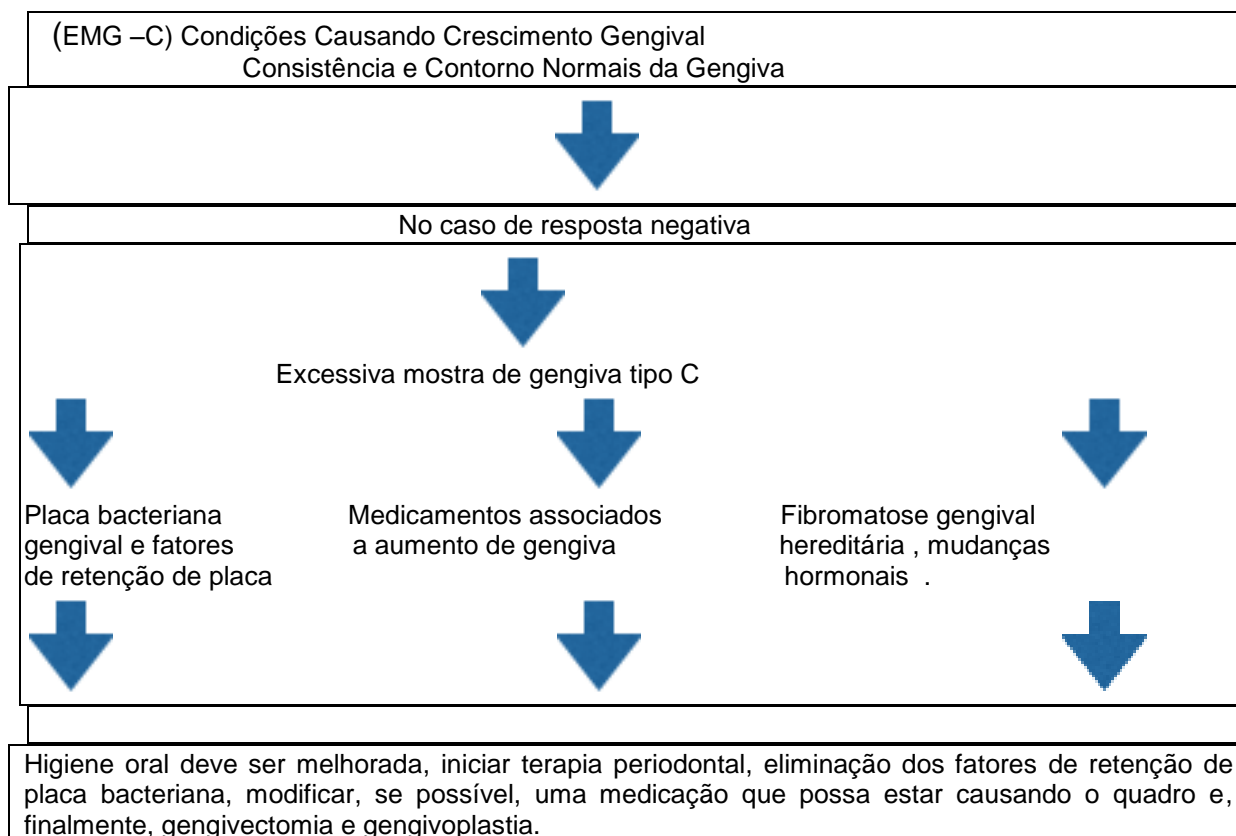 (EMG –C) Condições Causando Crescimento Gengival
Consistência e Contorno Normais da Gengiva
No caso de resposta negativa
Excessiva mostra de gengiva tipo C
Placa bacteriana
gengival e fatores
de retenção de placa
Medicamentos associados
a aumento de gengiva
Fibromatose gengival
hereditária , mudanças
hormonais .
Higiene oral deve ser melhorada, iniciar terapia periodontal, eliminação dos fatores de retenção de
placa bacteriana, modificar, se possível, uma medicação que possa estar causando o quadro e,
finalmente, gengivectomia e gengivoplastia.